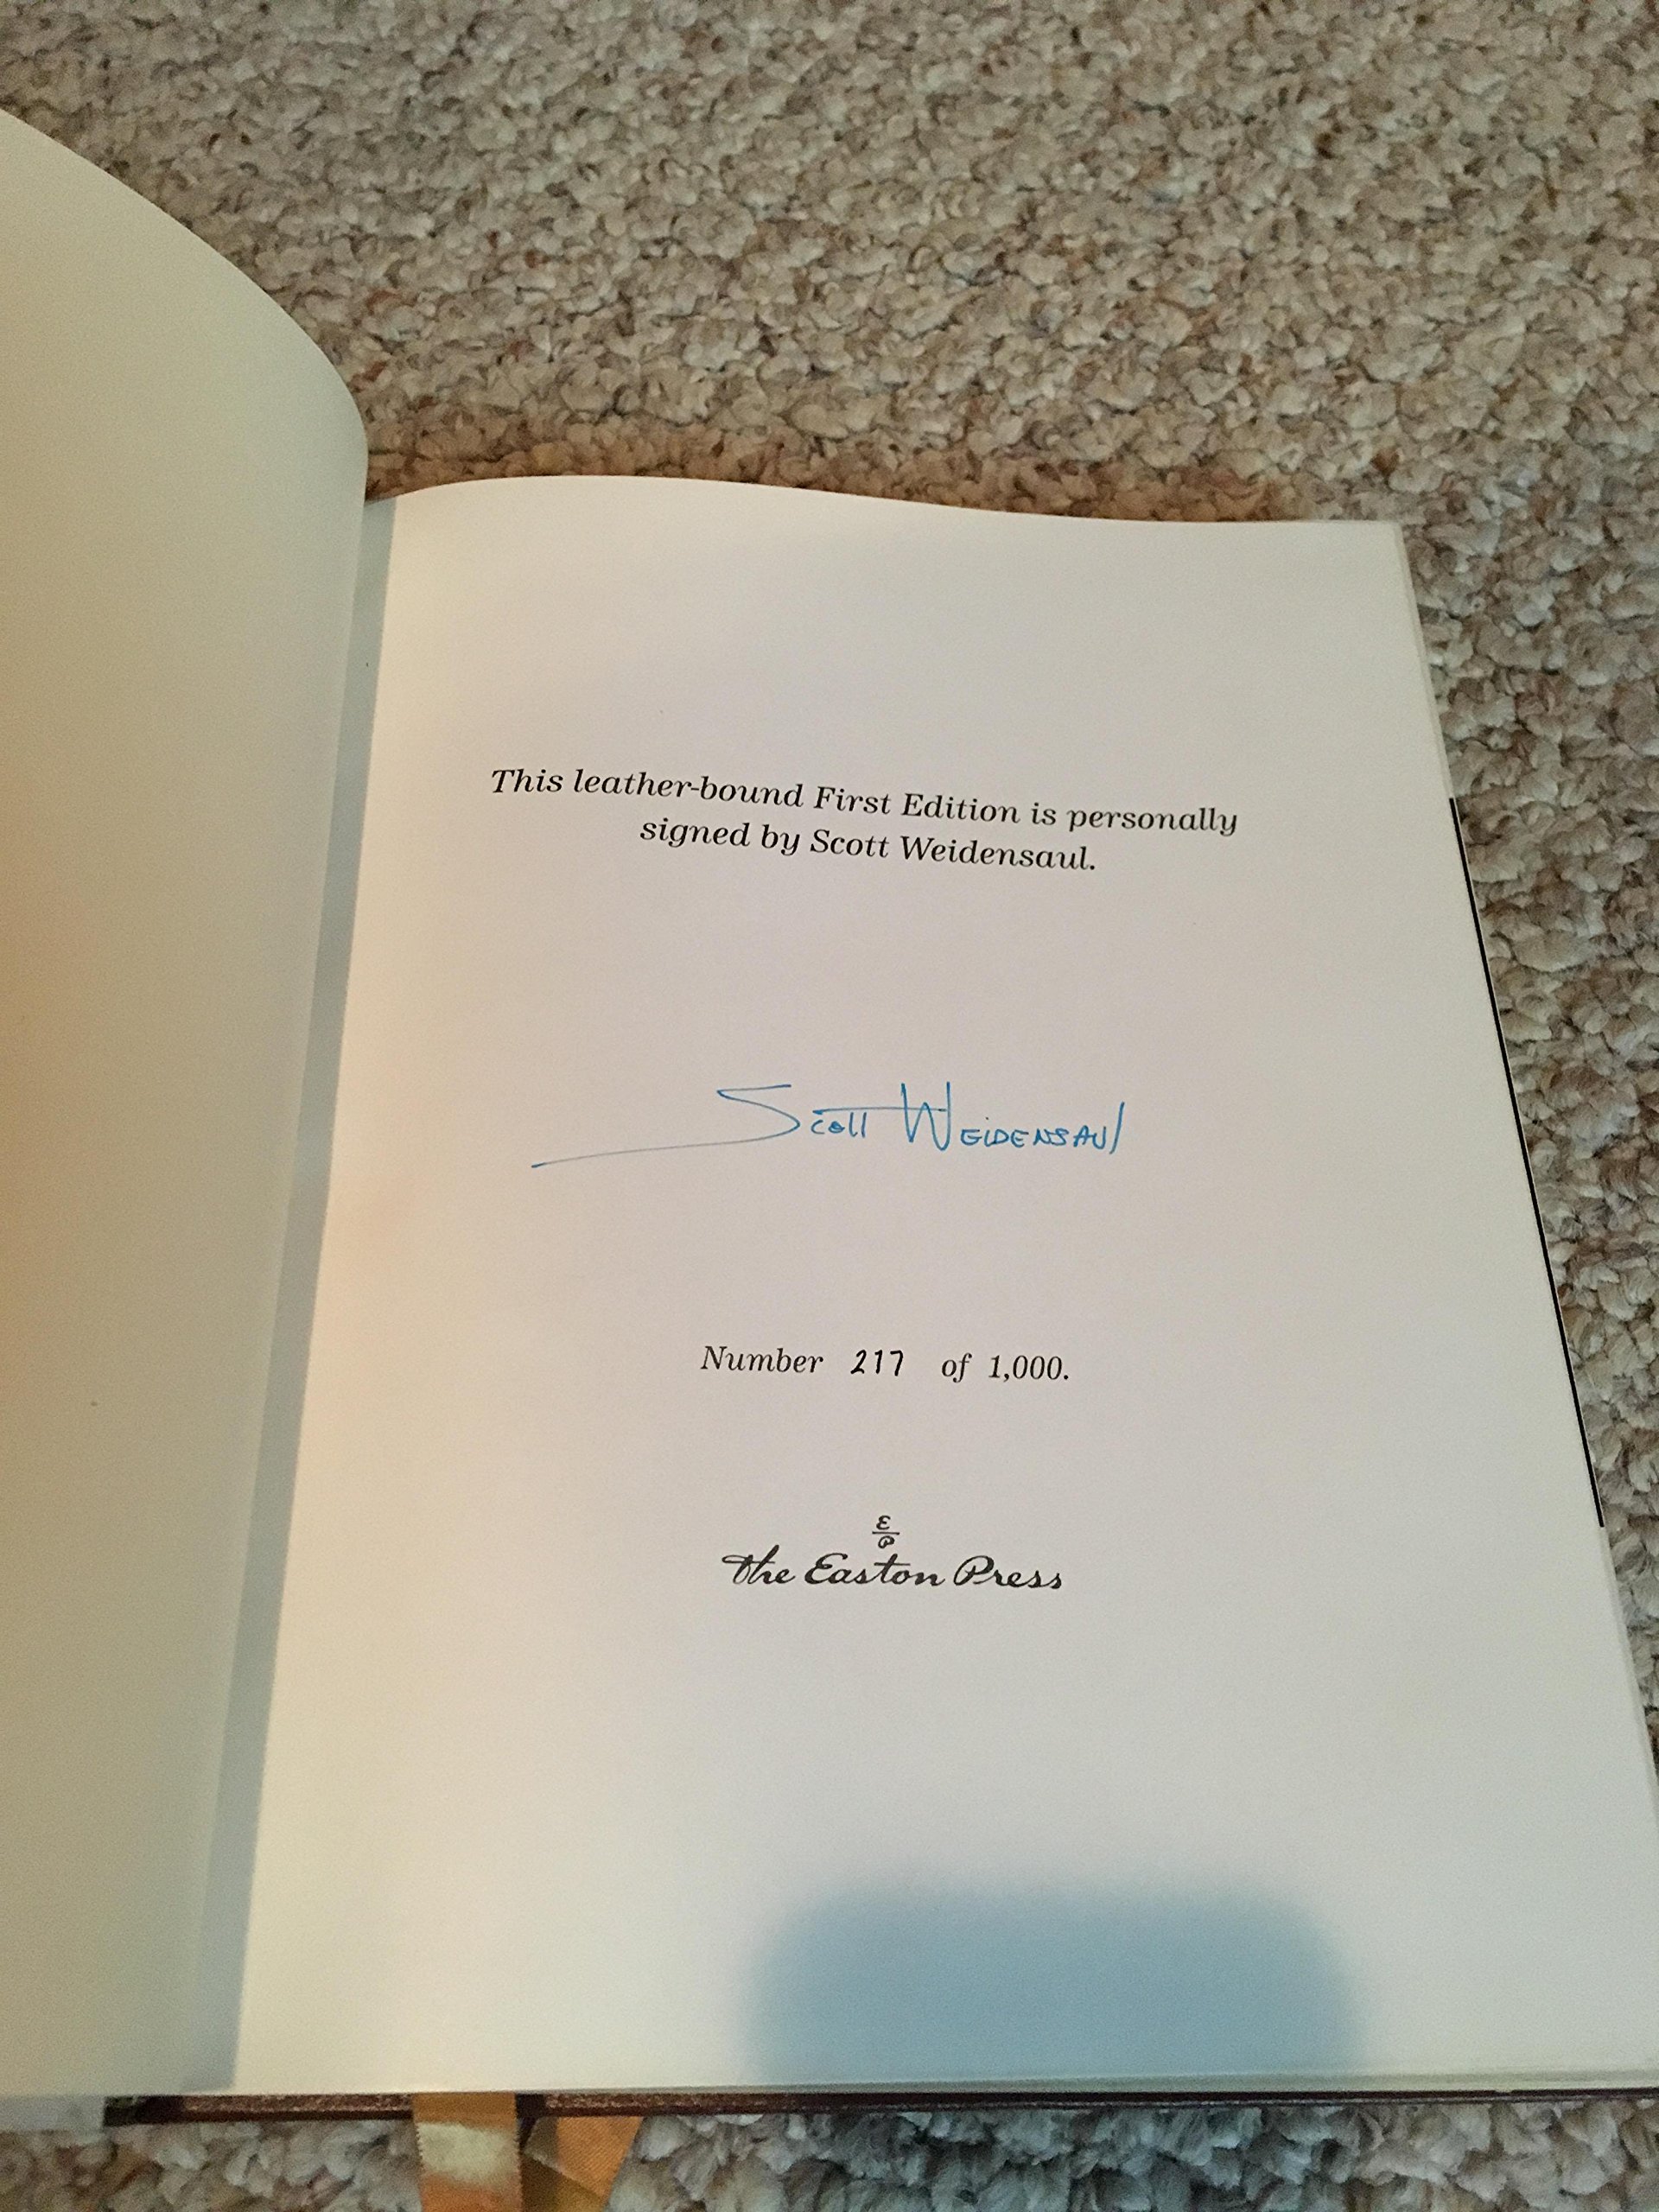 This leather-bound First Edition is personally
signed by Scott Weidensaul.
Scott Weidensaul
Number 217 of 1,000.
E
P
The Easton Press